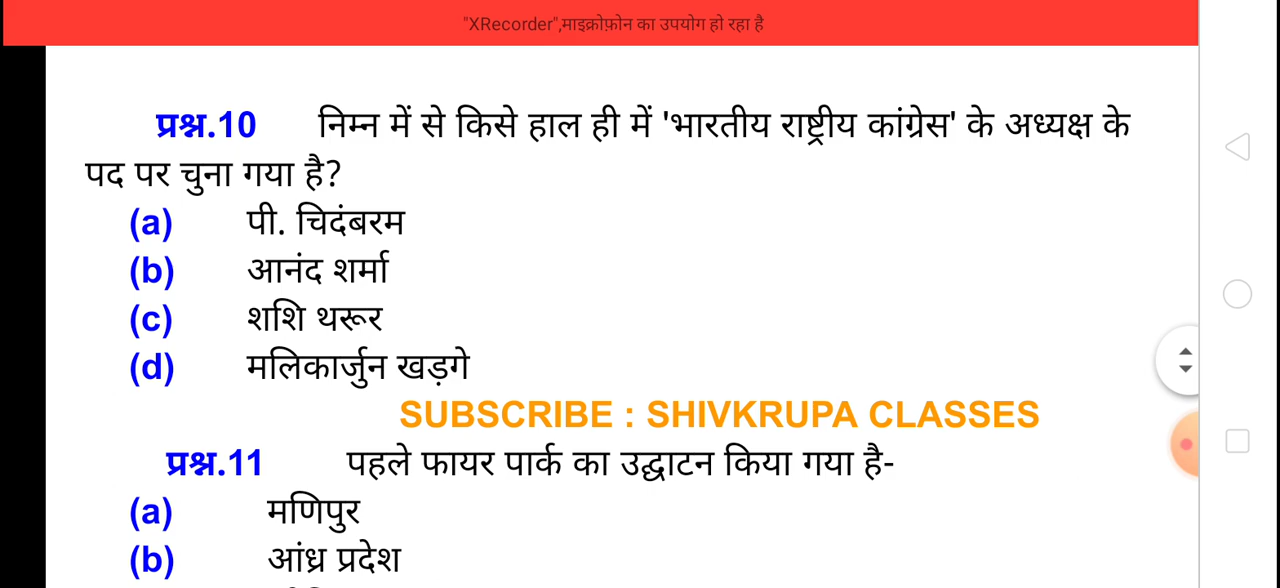 "XRecorder",माइक्रोफ़ोन का उपयोग हो रहा है
प्रश्न.10 निम्न में से किसे हाल ही में 'भारतीय राष्ट्रीय कांग्रेस' के अध्यक्ष के
पद पर चुना गया है?
(a) पी. चिदंबरम
(b) आनंद शर्मा
(c) शशि थरूर
(d) मलिकार्जुन खड़गे
SUBSCRIBE : SHIVKRUPA CLASSES
प्रश्न.11 पहले फायर पार्क का उद्घाटन किया गया है-
(a) मणिपुर
(b) आंध्र प्रदेश